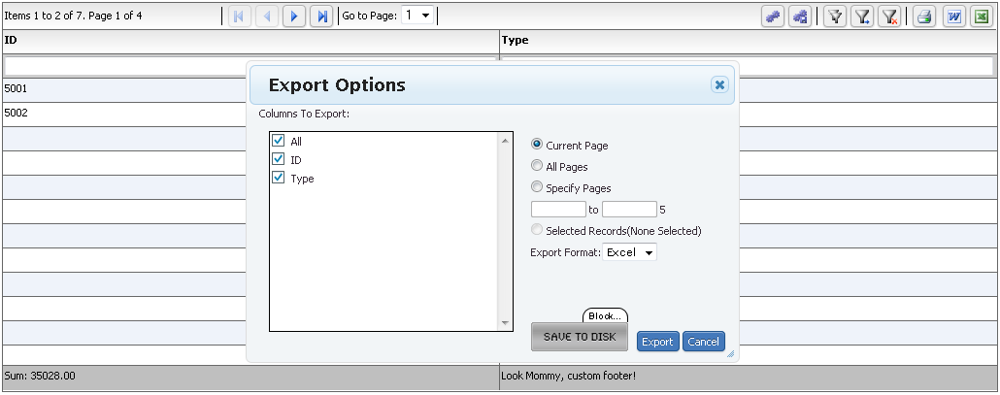 Items 1 to 2 of 7. Page 1 of 4 Go to Page: 1
ID Type
Export Options
5001
5002
Columns To Export:
All
ID
Type
Current Page
All Pages
Specify Pages
to 5
Selected Records(None Selected)
Export Format: Excel
Block...
SAVE TO DISK Export Cancel
Sum: 35028.00 Look Mommy, custom footer!